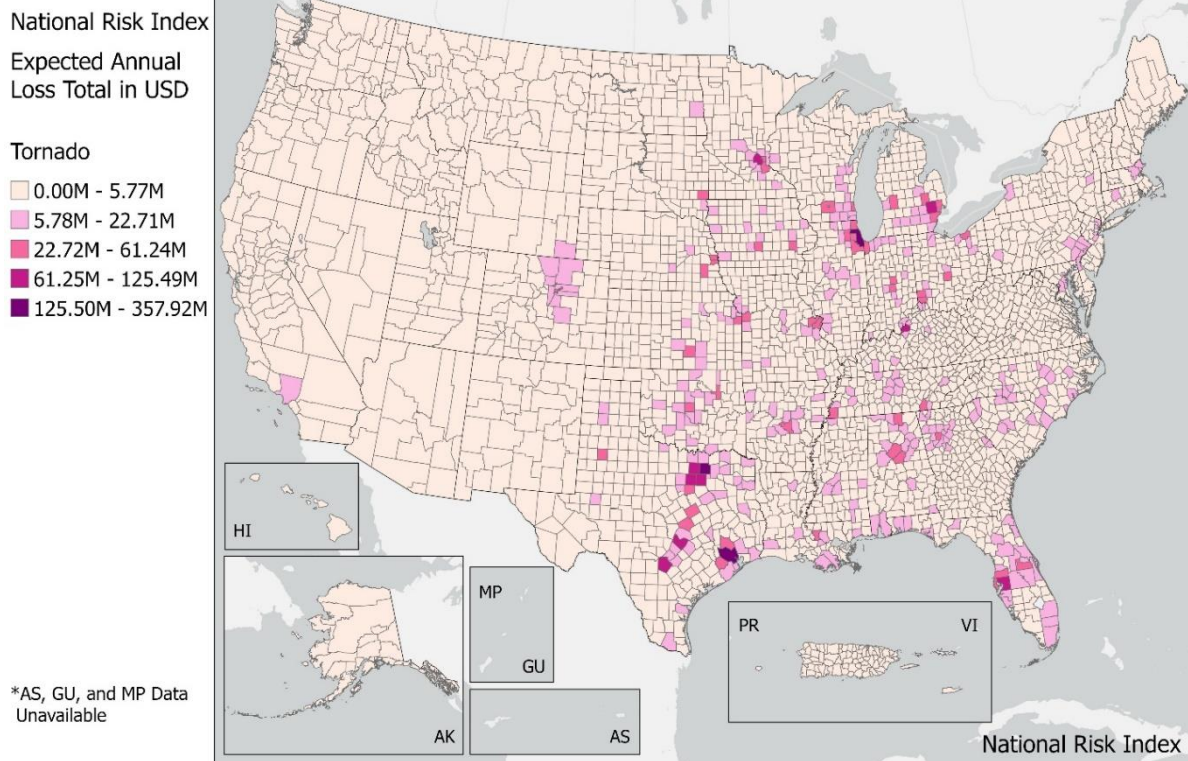 National Risk Index
Expected Annual
Loss Total in USD
Tornado
0.00M - 5.77M
5.78M - 22.71M
22.72M - 61.24M
61.25M - 125.49M
125.50M - 357.92M
*AS, GU, and MP Data
Unavailable
HI
AK
MP
GU
AS
PR
VI
National Risk Index